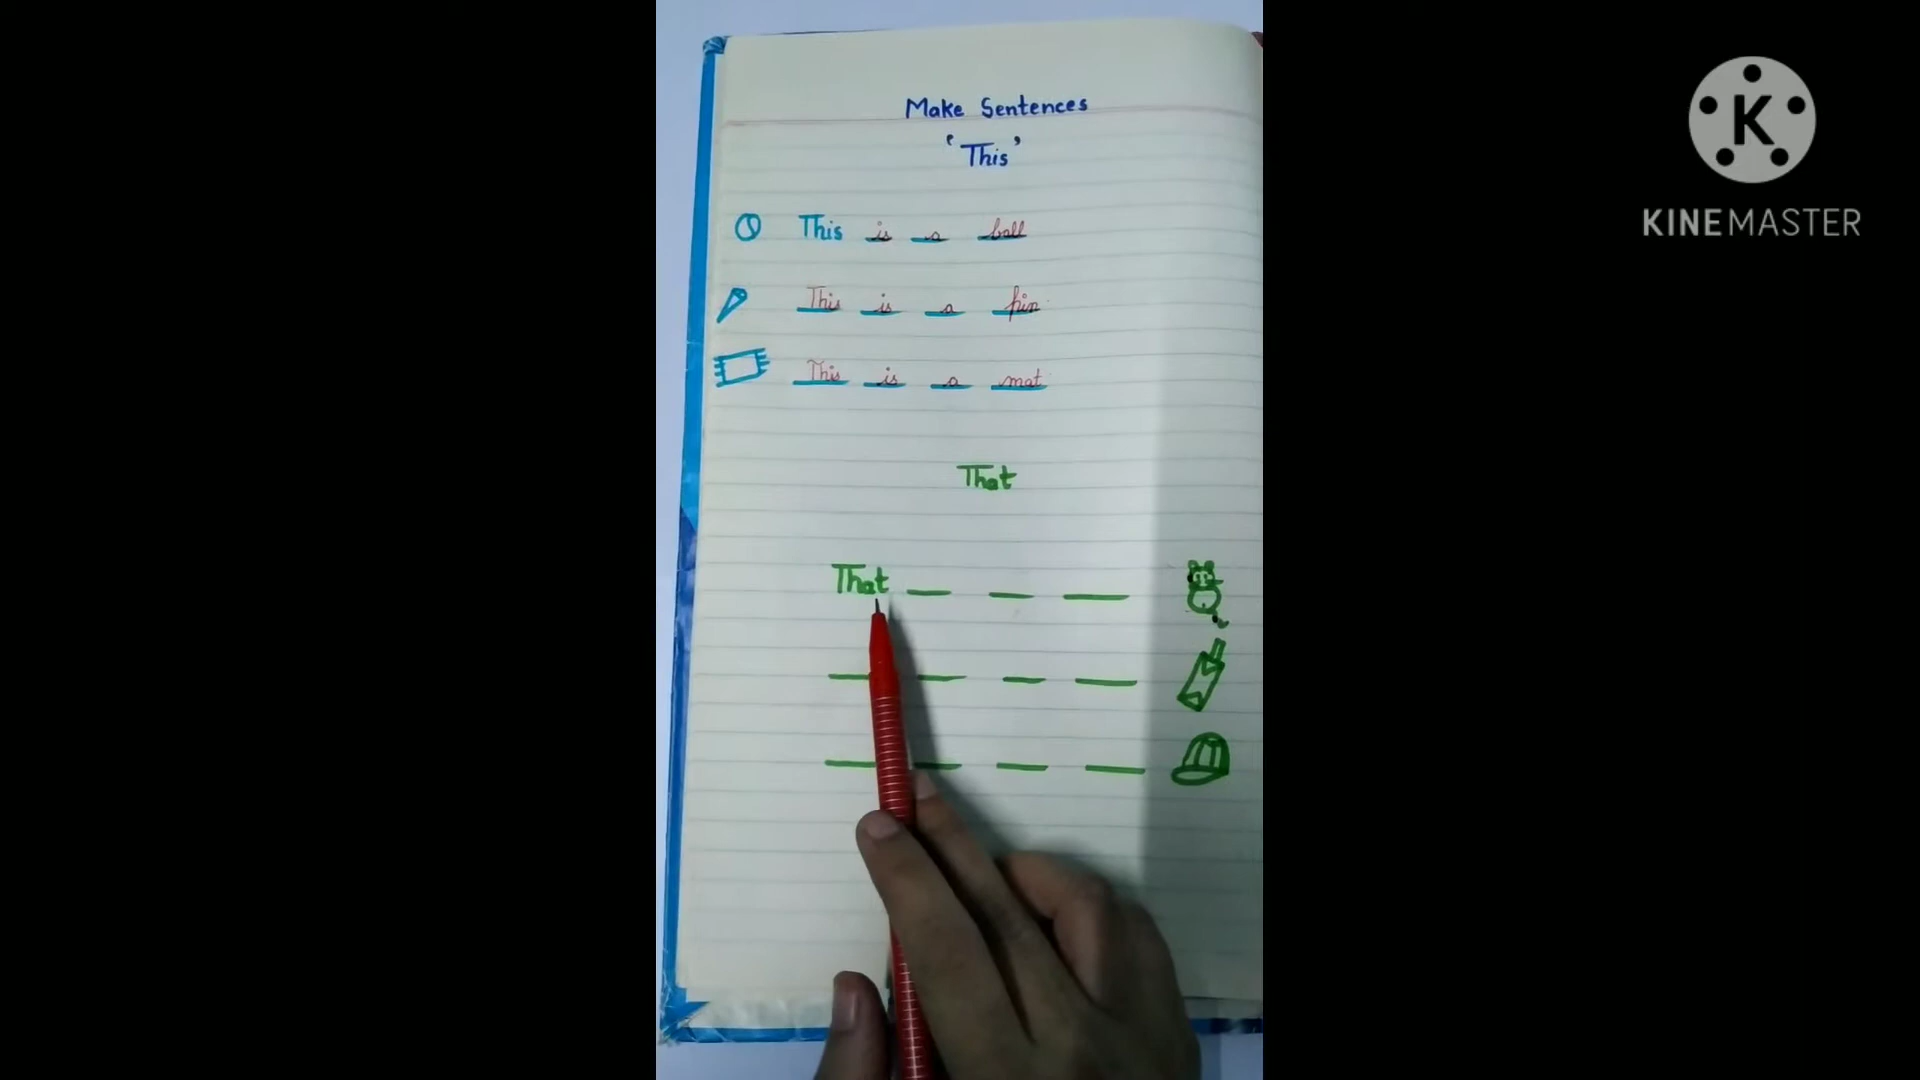 Make Sentences
'This'
This is a ball
This is a pin
This is a mat
That
That
K
KINEMASTER